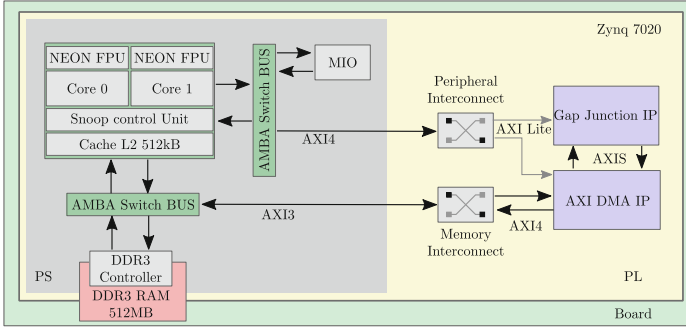 Zynq 7020
NEON FPU
NEON FPU
Core 0
Core 1
Snoop control Unit
Cache L2 512kB
AMBA Switch BUS
MIO
AXI4
Peripheral
Interconnect
AXI Lite
Gap Junction IP
AXIS
AXI DMA IP
AXI4
Memory
Interconnect
AMBA Switch BUS
AXI3
DDR3
Controller
DDR3 RAM
512MB
PS
PL
Board